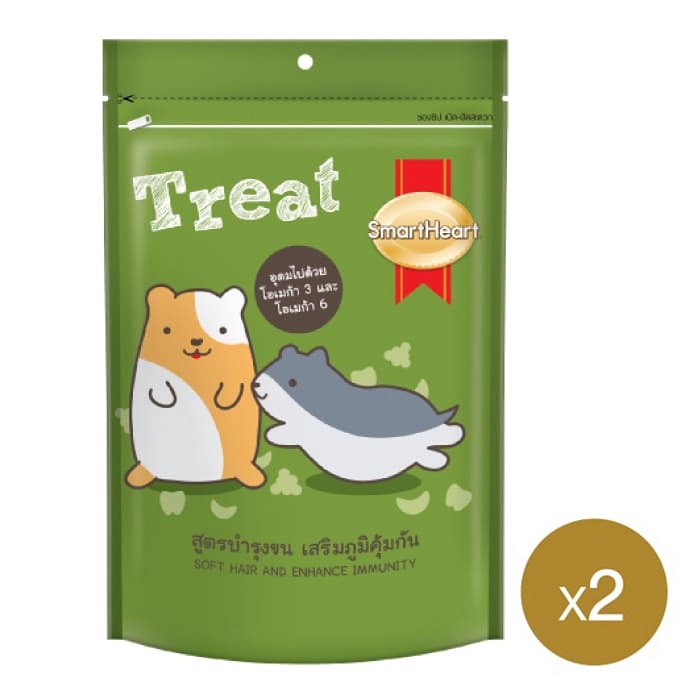 ซองซิป เปิด-ปิดสะดวก
Treat
SmartHeart
อุดมไปด้วย
โอเมก้า 3 และ
โอเมก้า 6
สูตรบำรุงขน เสริมภูมิคุ้มกัน
SOFT HAIR AND ENHANCE IMMUNITY
x2